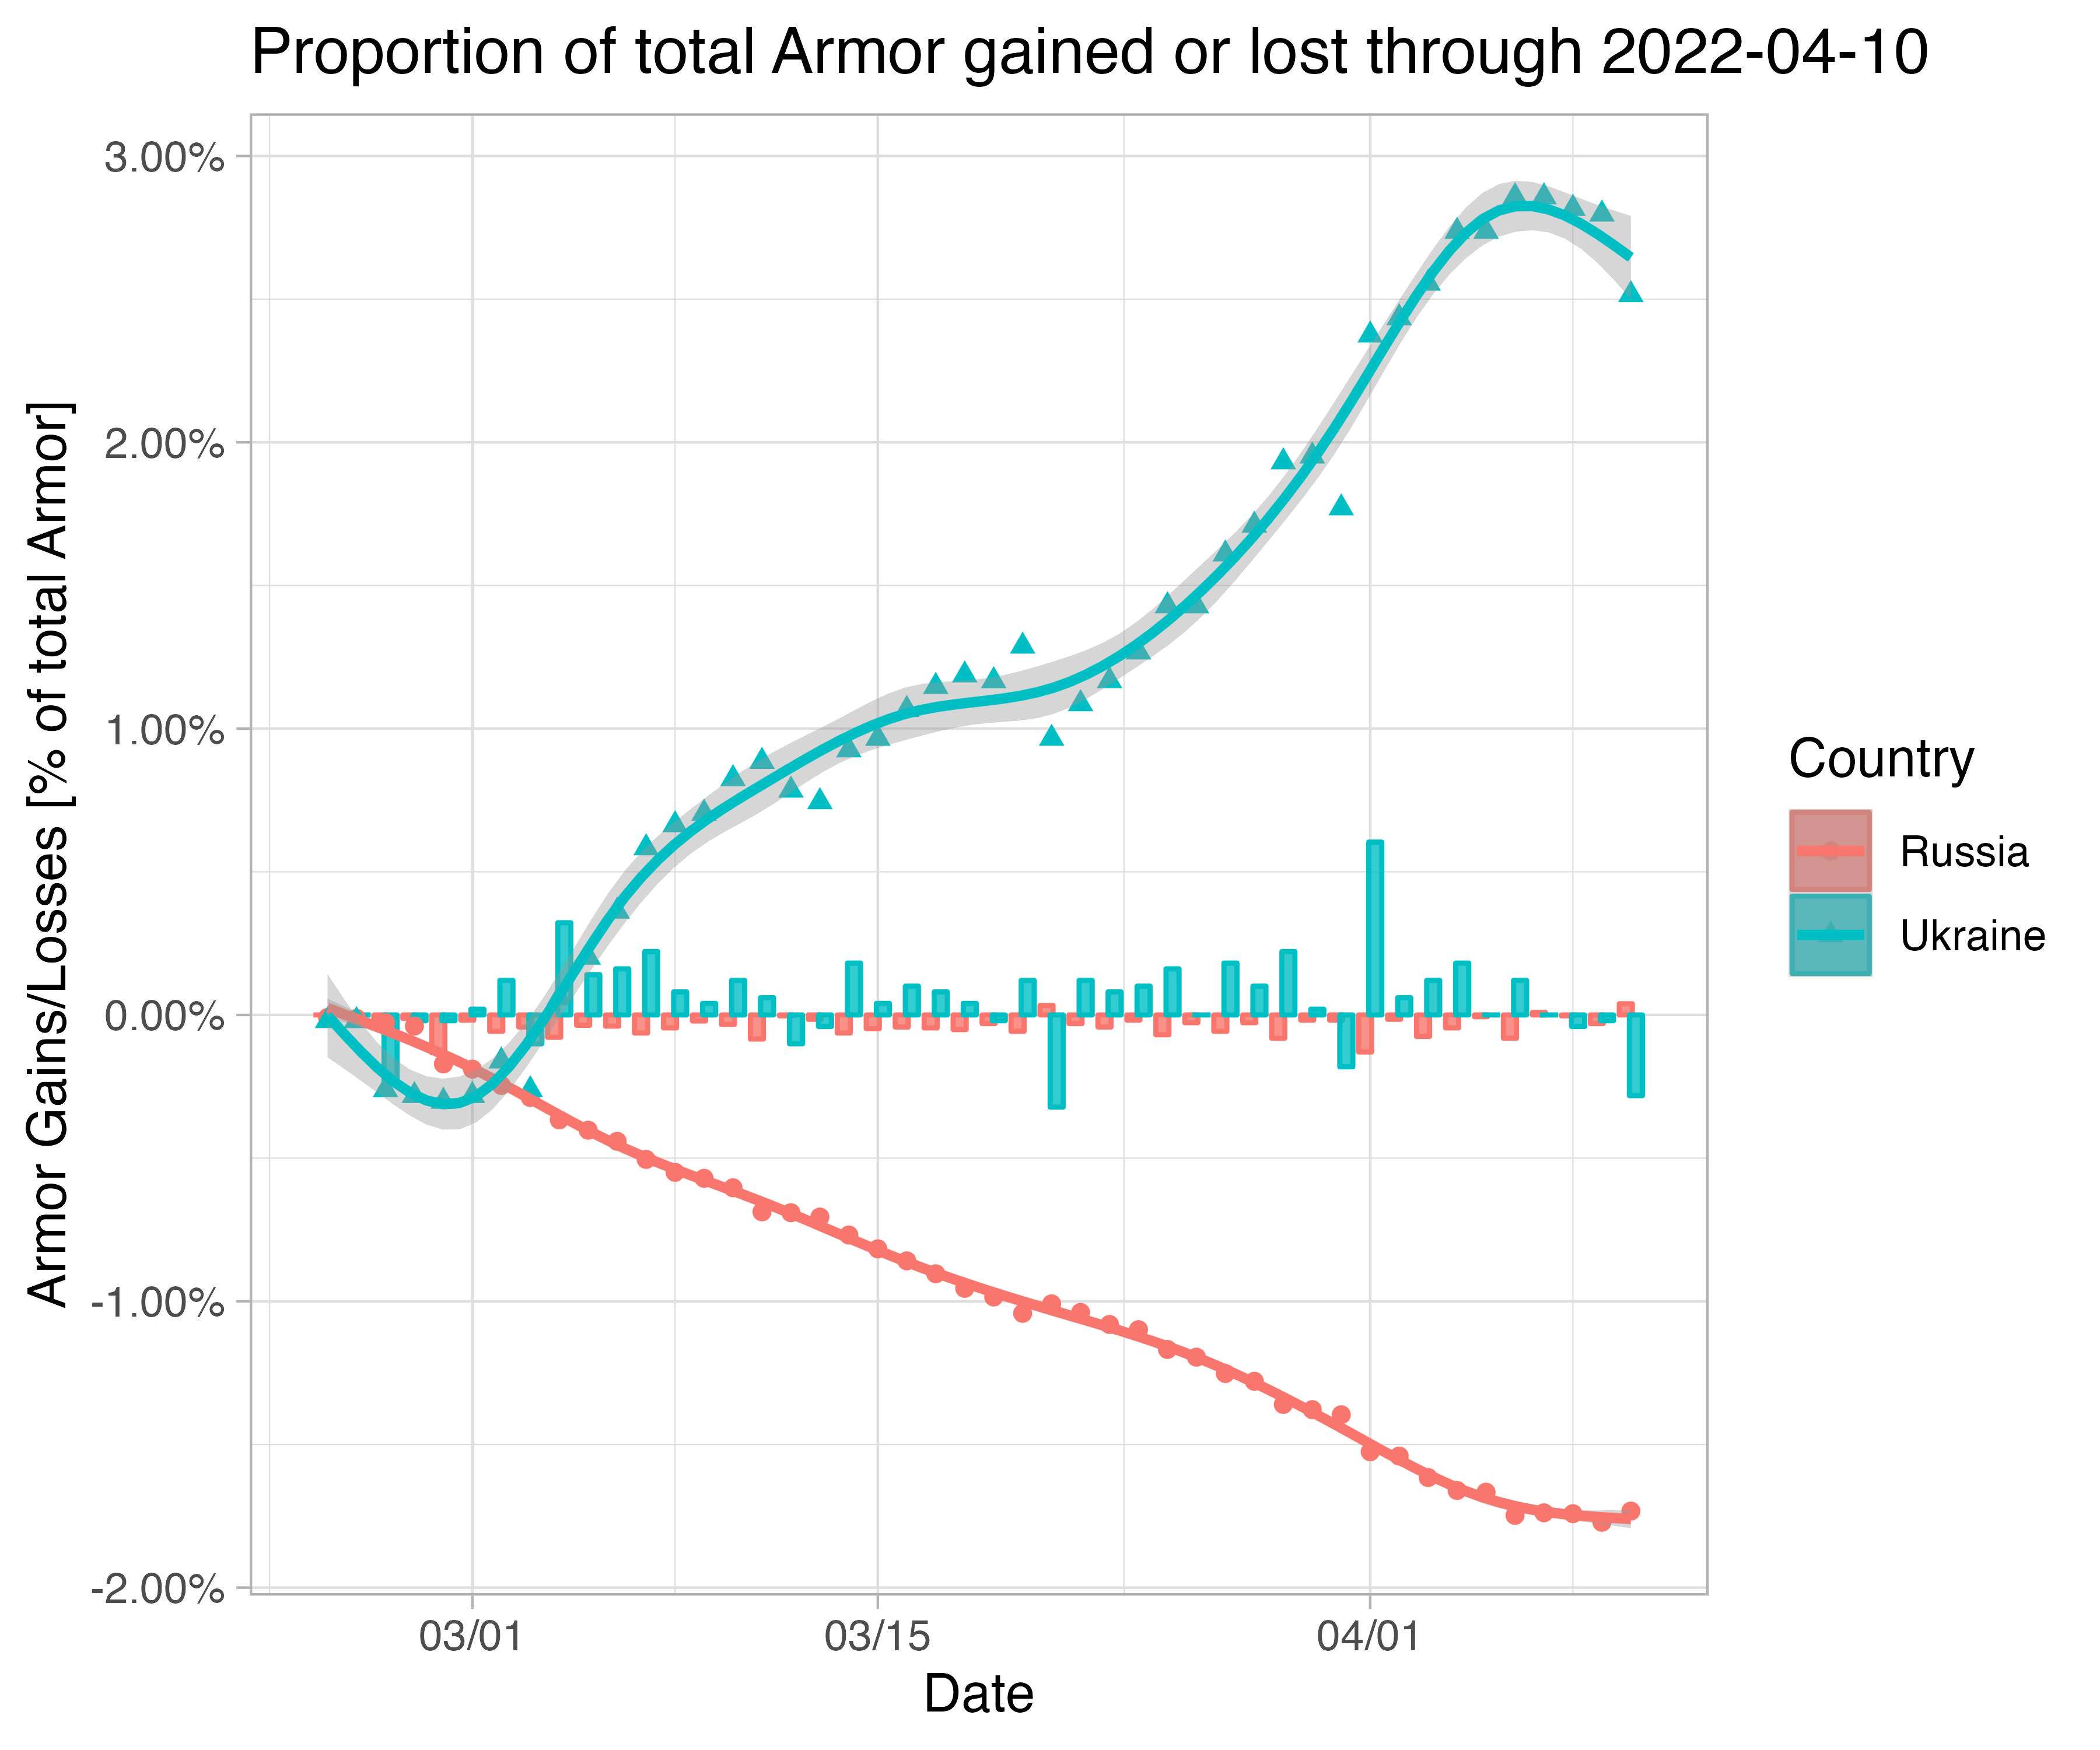 Proportion of total Armor gained or lost through 2022-04-10
Armor Gains/Losses [% of total Armor]
3.00%
2.00%
1.00%
0.00%
-1.00%
-2.00%
03/01
03/15
04/01
Date
Country
Russia
Ukraine